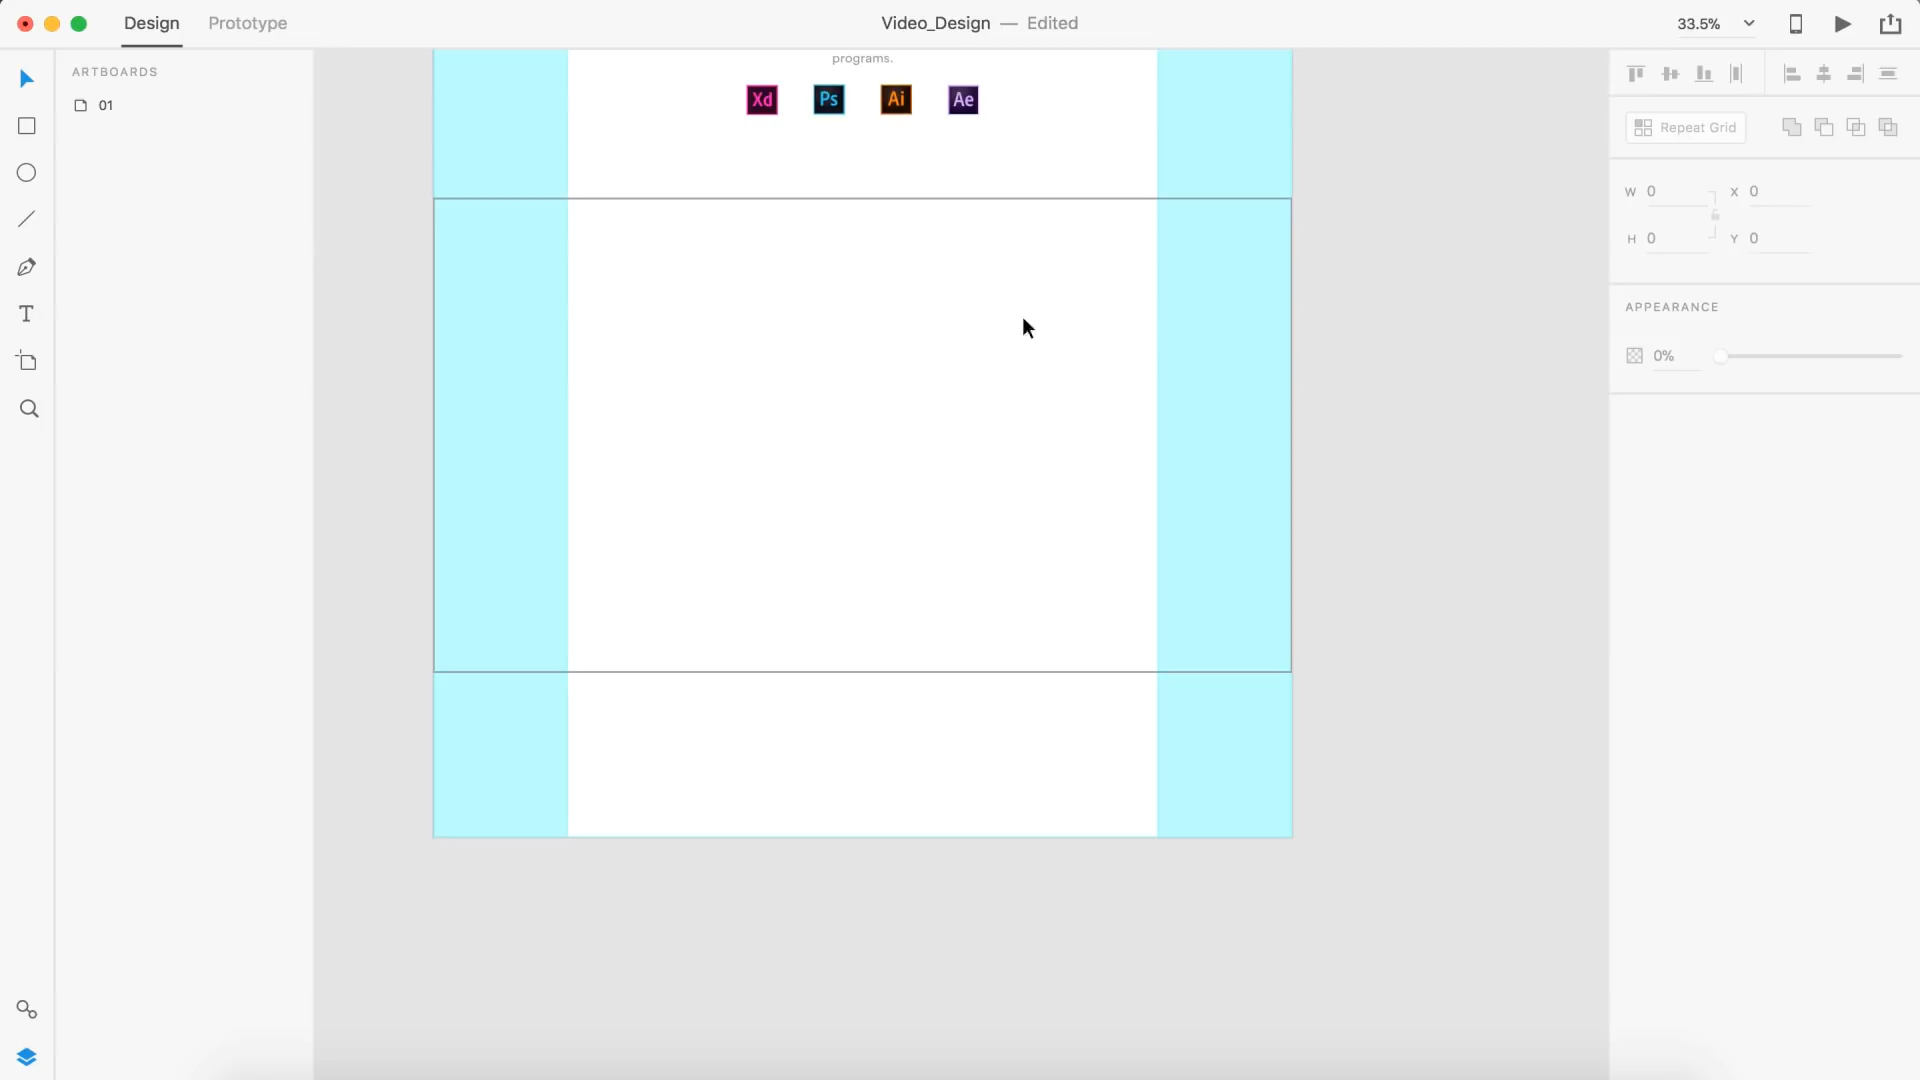 Design Prototype Video_Design — Edited 33.5%
ARTBOARDS
01
programs.
Xd Ps Ai Ae
Repeat Grid
W 0 X 0
H 0 Y 0
APPEARANCE
0%
T